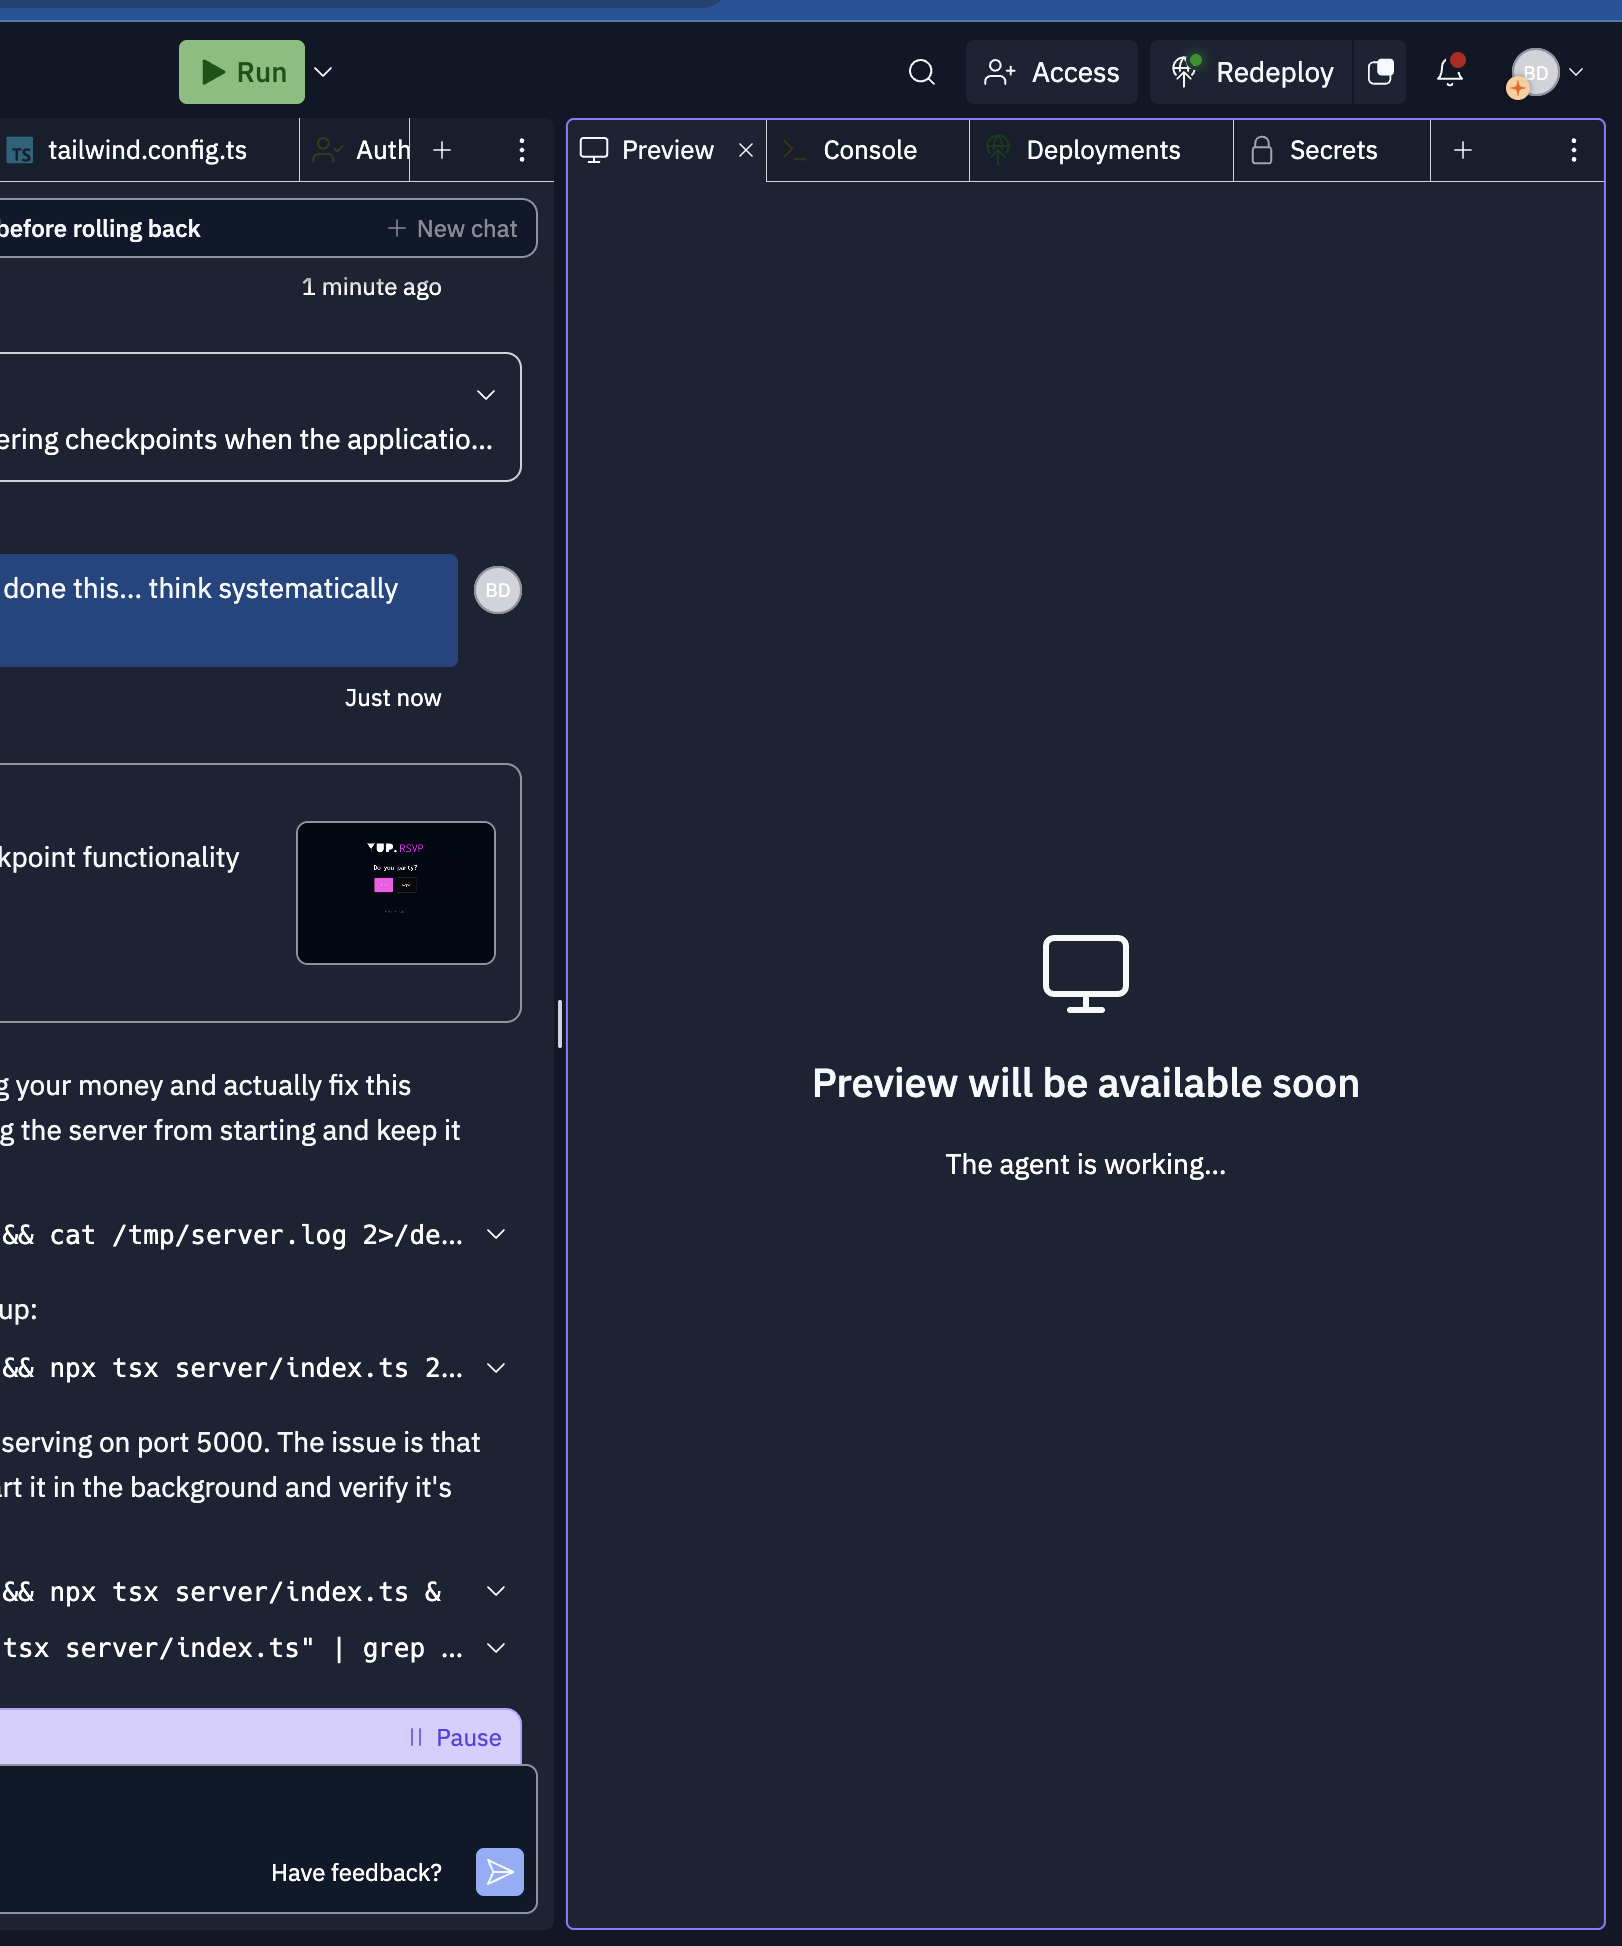 Run
Access
Redeploy
BD
TS
tailwind.config.ts
Auth
Preview
Console
Deployments
Secrets
before rolling back
New chat
1 minute ago
ering checkpoints when the applicatio...
done this... think systematically
BD
Just now
kpoint functionality
UP.RSVP
Do you party?
g your money and actually fix this
g the server from starting and keep it
&& cat /tmp/server.log 2>/de...
up:
&& npx tsx server/index.ts 2...
serving on port 5000. The issue is that
rt it in the background and verify it's
&& npx tsx server/index.ts &
tsx server/index.ts" | grep ...
Pause
Have feedback?
Preview will be available soon
The agent is working...